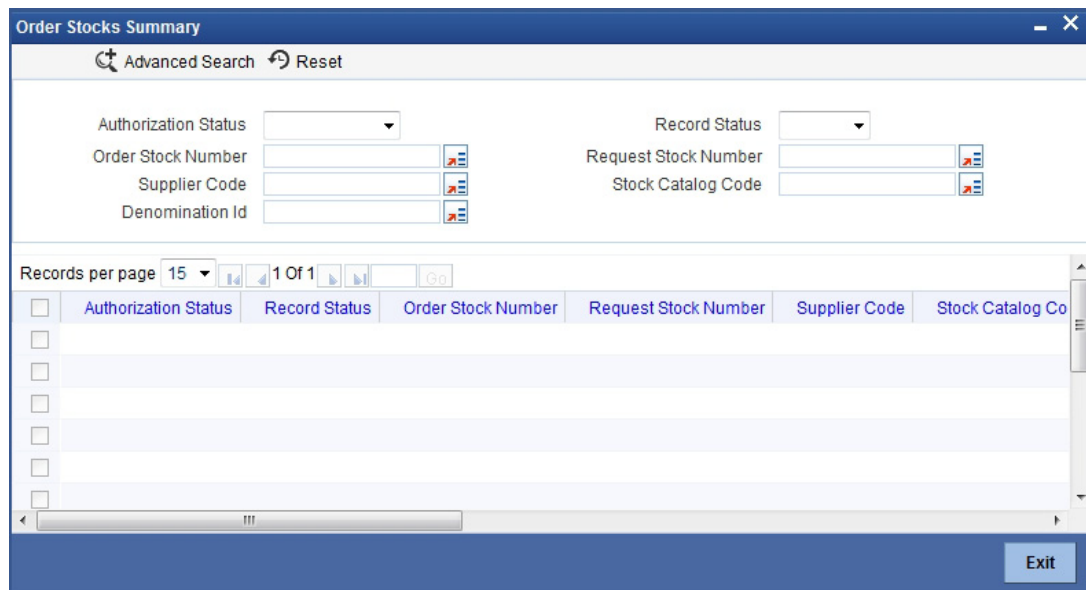 Order Stocks Summary
Advanced Search Reset
Authorization Status Record Status
Order Stock Number Request Stock Number
Supplier Code Stock Catalog Code
Denomination Id
Records per page 15 1 Of 1 Go
Authorization Status Record Status Order Stock Number Request Stock Number Supplier Code Stock Catalog Co
Exit